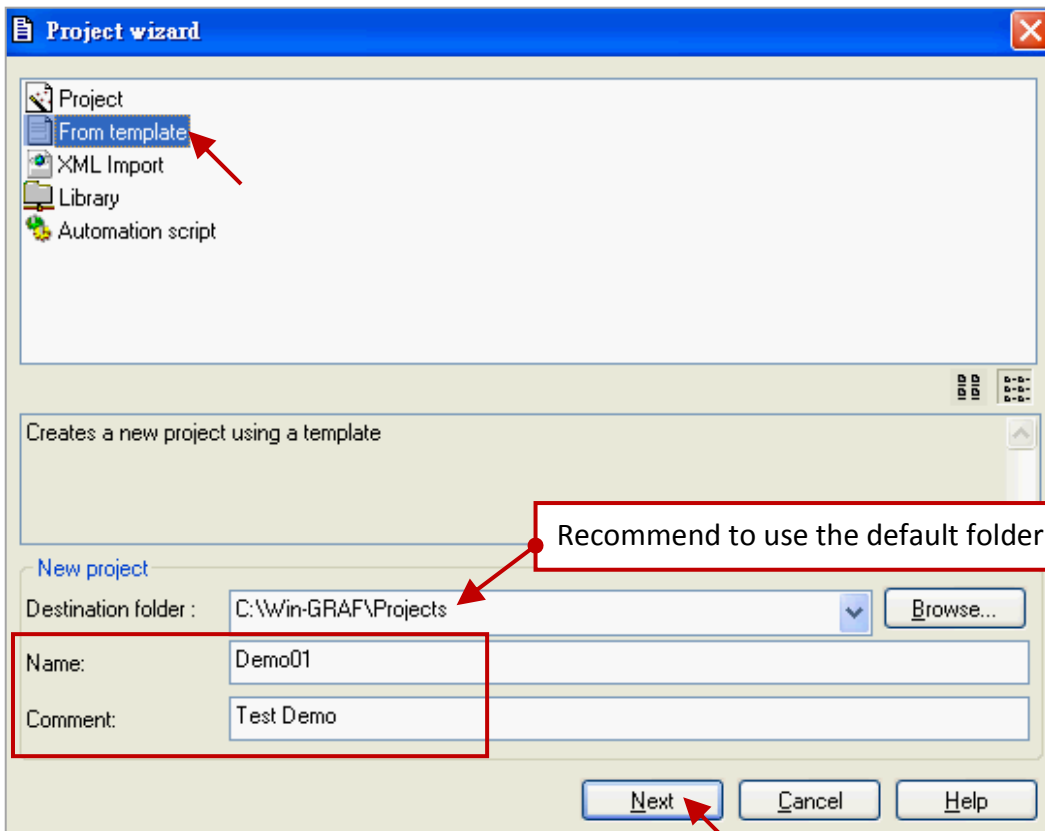 Project wizard
Project
From template
XML Import
Library
Automation script
Creates a new project using a template
Recommend to use the default folder
New project
Destination folder : C:\Win-GRAF\Projects Browse...
Name: Demo01
Comment: Test Demo
Next Cancel Help